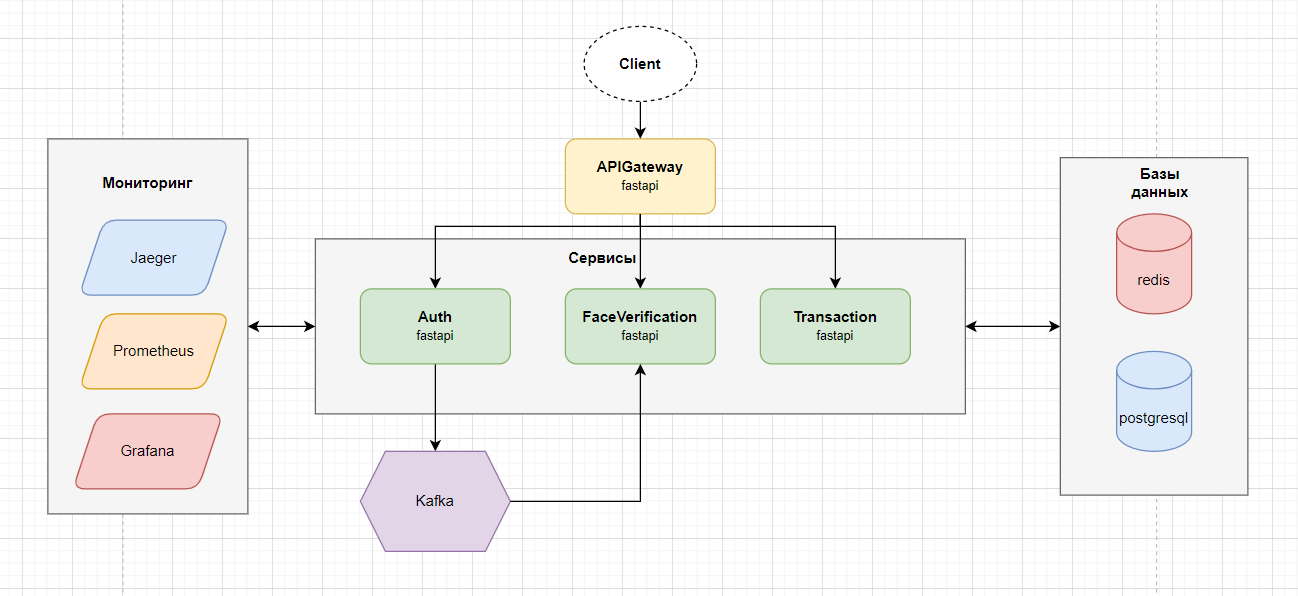 Client
APIGateway
fastapi
Мониторинг
Jaeger
Prometheus
Grafana
Сервисы
Auth
fastapi
FaceVerification
fastapi
Transaction
fastapi
Kafka
Базы
данных
redis
postgresql